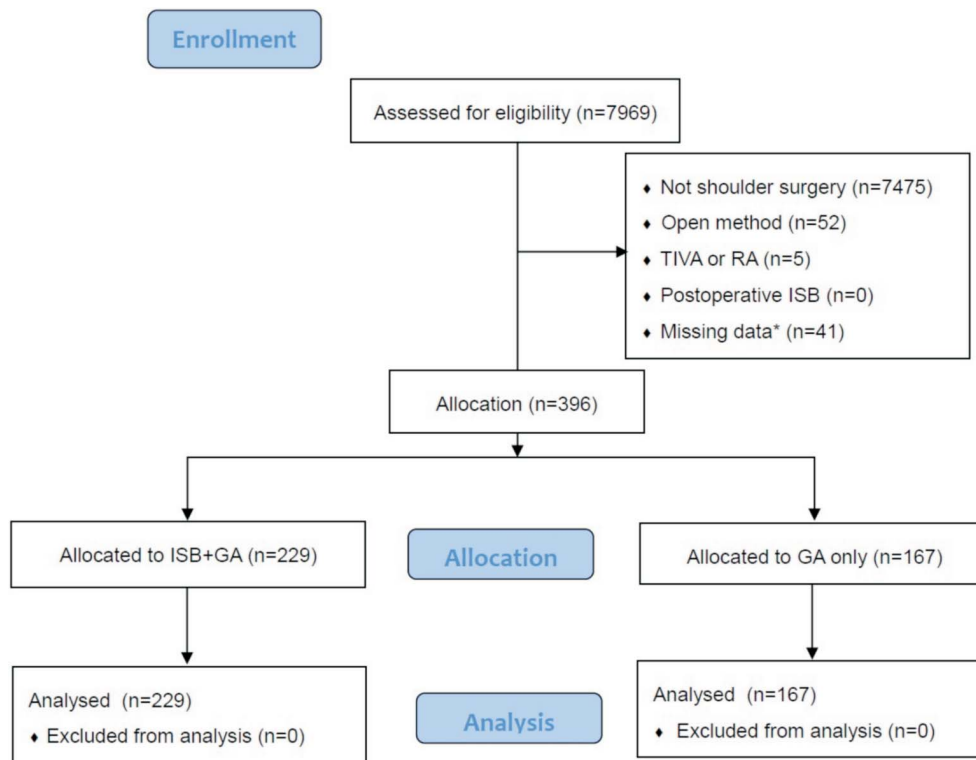 Enrollment
Assessed for eligibility (n=7969)
♦ Not shoulder surgery (n=7475)
♦ Open method (n=52)
♦ TIVA or RA (n=5)
♦ Postoperative ISB (n=0)
♦ Missing data* (n=41)
Allocation (n=396)
Allocated to ISB+GA (n=229)
Allocation
Allocated to GA only (n=167)
Analysed (n=229)
♦ Excluded from analysis (n=0)
Analysis
Analysed (n=167)
♦ Excluded from analysis (n=0)